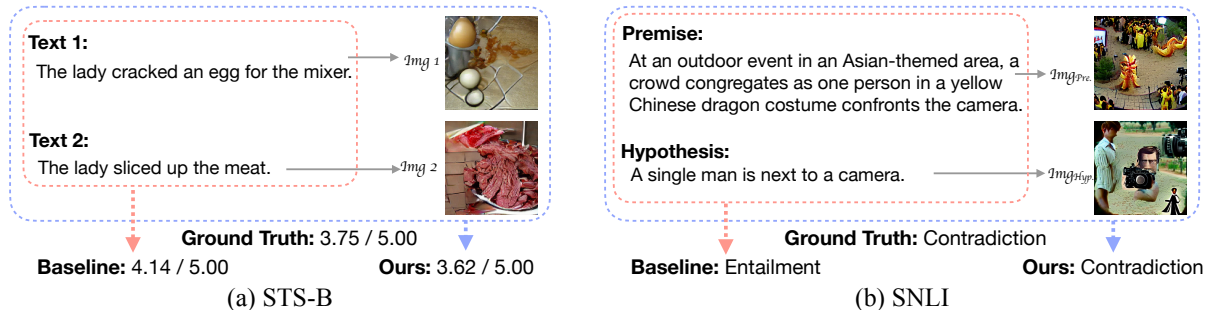 Text 1:
The lady cracked an egg for the mixer.
Img 1
Text 2:
The lady sliced up the meat.
Img 2
Ground Truth: 3.75 / 5.00
Baseline: 4.14 / 5.00
Ours: 3.62 / 5.00
(a) STS-B
Premise:
At an outdoor event in an Asian-themed area, a
crowd congregates as one person in a yellow
Chinese dragon costume confronts the camera.
ImgPre.
Hypothesis:
A single man is next to a camera.
ImgHyp.
Ground Truth: Contradiction
Baseline: Entailment
Ours: Contradiction
(b) SNLI